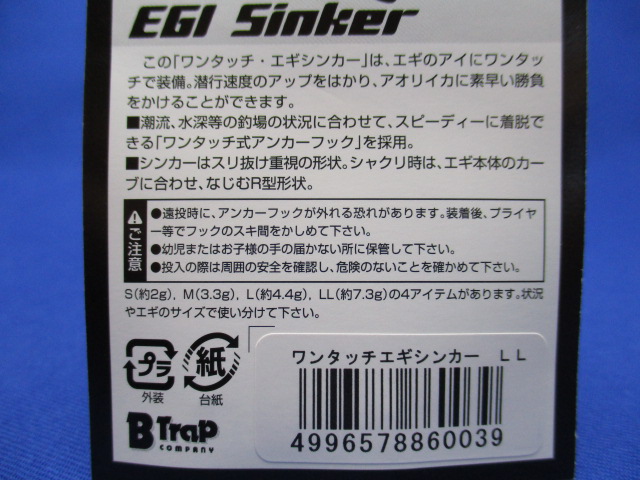 EGI Sinker
この「ワンタッチ・エギシンカー」は、エギのアイにワンタッ
チで装備。潜行速度のアップをはかり、アオリイカに素早い勝負
をかけることができます。
■潮流、水深等の釣場の状況に合わせて、スピーディーに着脱で
きる「ワンタッチ式アンカーフック」を採用。
■シンカーはスリ抜け重視の形状。シャクリ時は、エギ本体のカー
ブに合わせ、なじむR型形状。
ご注意
●遠投時に、アンカーフックが外れる恐れがあります。装着後、プライヤ
ー等でフックのスキ間をかしめて下さい。
●幼児またはお子様の手の届かない所に保管して下さい。
●投入の際は周囲の安全を確認し、危険のないことを確かめて下さい。
S(約2g)，M(3.3g)，L(約4.4g)，LL(約7.3g)の4アイテムがあります。状況
やエギのサイズで使い分けて下さい。
プラ
外装
紙
台紙
B Trap
COMPANY
ワンタッチエギシンカー ＬＬ
4996578860039